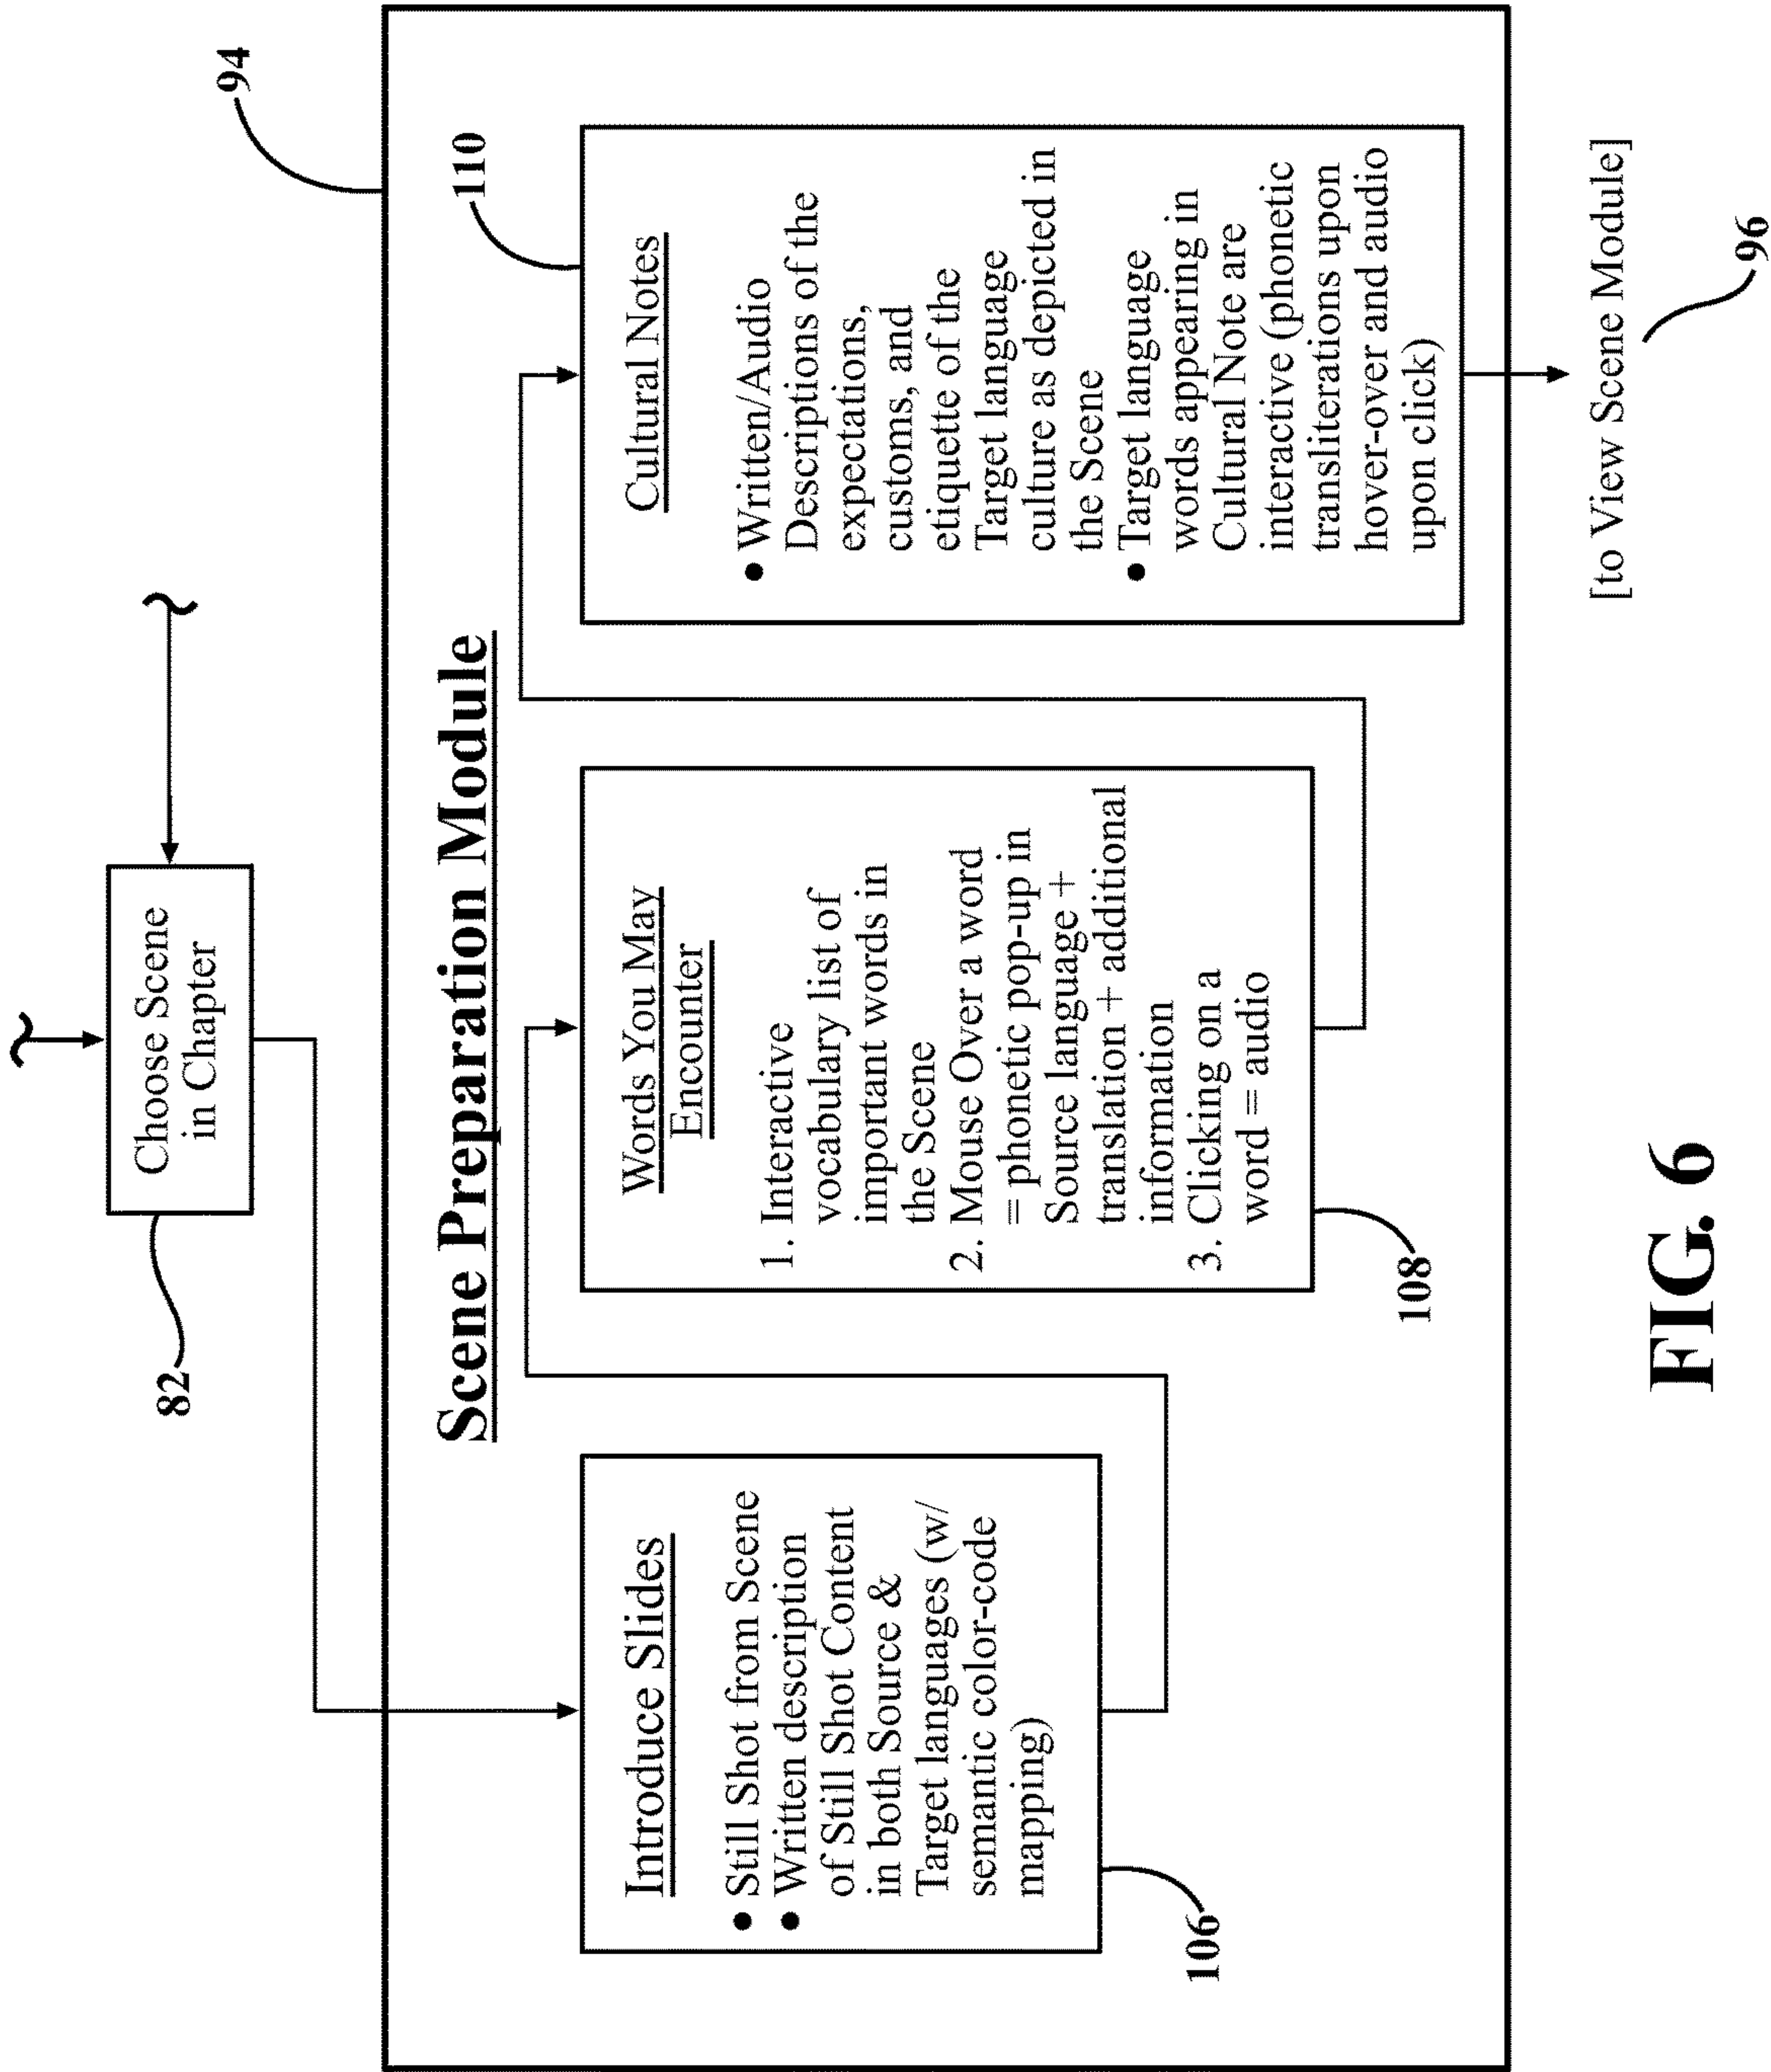 Choose Scene
in Chapter
82
94
Scene Preparation Module
Introduce Slides
• Still Shot from Scene
• Written description
of Still Shot Content
in both Source &
Target languages (w/
semantic color-code
mapping)
106
Words You May
Encounter
1. Interactive
vocabulary list of
important words in
the Scene
2. Mouse Over a word
= phonetic pop-up in
Source language +
translation + additional
information
3. Clicking on a
word = audio
108
110
Cultural Notes
• Written/Audio
Descriptions of the
expectations,
customs, and
etiquette of the
Target language
culture as depicted in
the Scene
• Target language
words appearing in
Cultural Note are
interactive (phonetic
transliterations upon
hover-over and audio
upon click)
[to View Scene Module]
96
FIG. 6